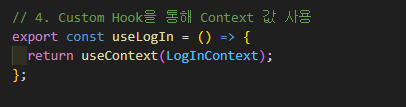 // 4. Custom Hook을 통해 Context 값 사용
export const useLogIn = () => {
  return useContext(LogInContext);
};